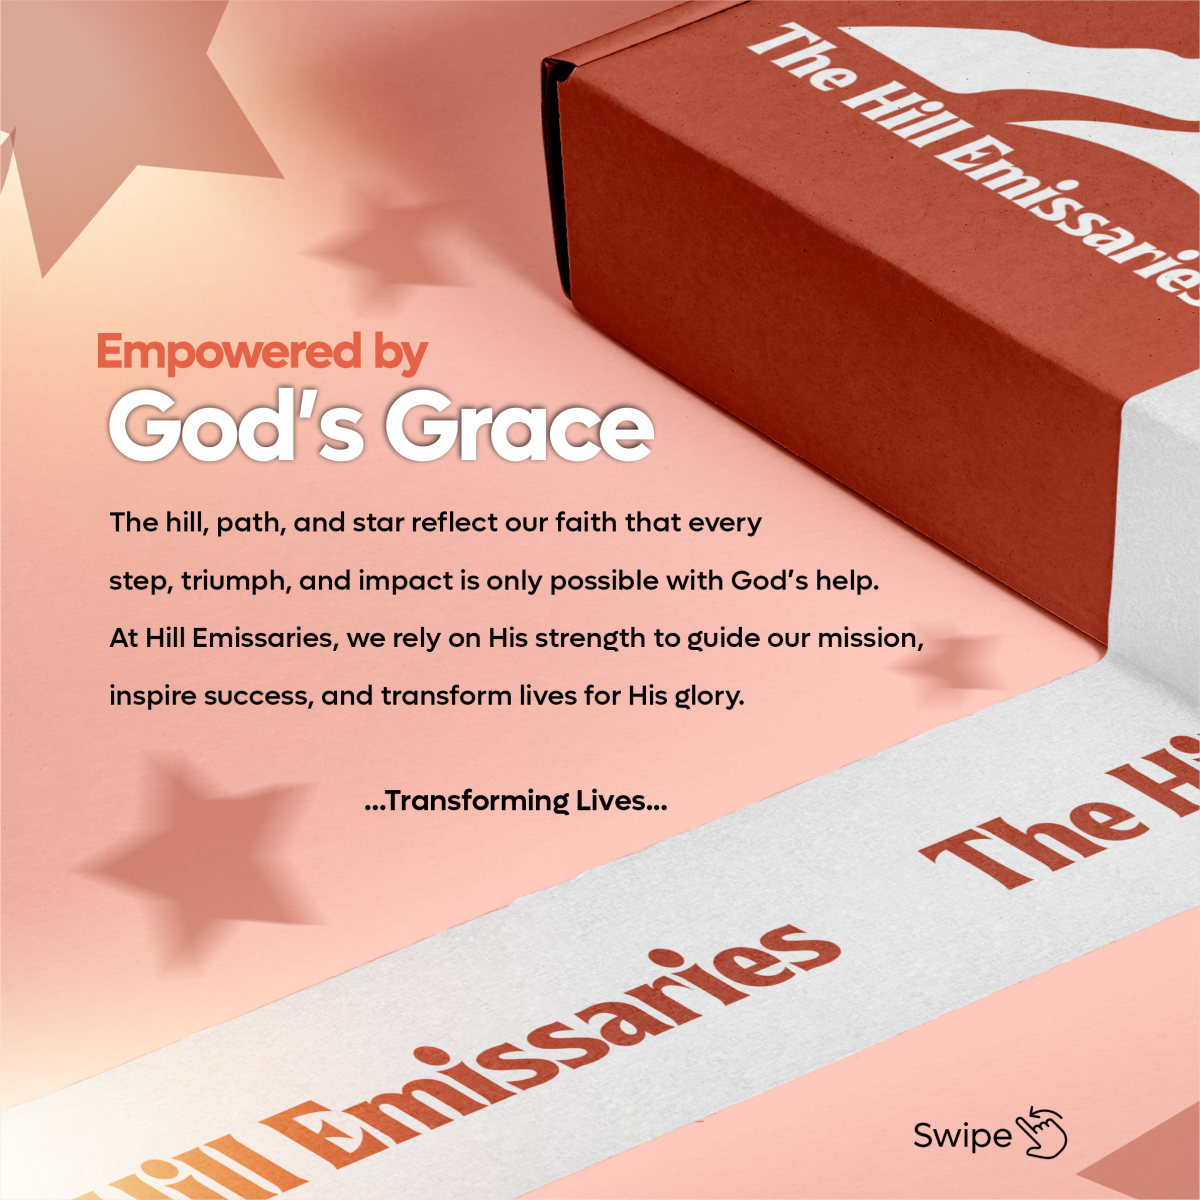 The Hill Emissaries
Empowered by
God's Grace
The hill, path, and star reflect our faith that every
step, triumph, and impact is only possible with God's help.
At Hill Emissaries, we rely on His strength to guide our mission,
inspire success, and transform lives for His glory.
...Transforming Lives...
The Hi
Hill Emissaries
Swipe